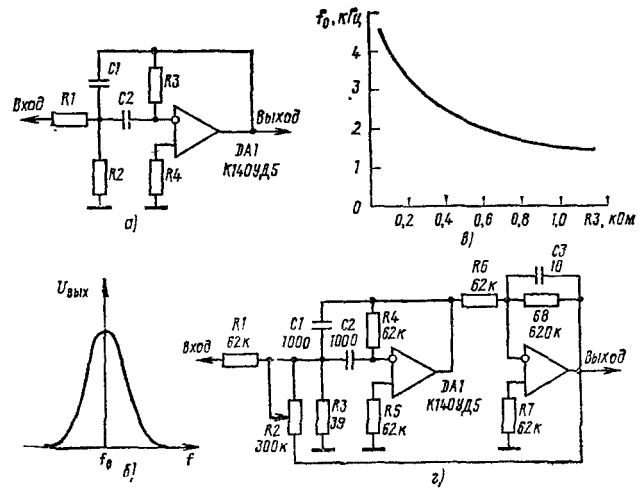 C1
R3
C2
Вход
R1
Выход
DA1
К140УД5
R2
R4
а)
f₀, кГц
4
3
2
1
0
0,2 0,4 0,6 0,8 1,0 R3, кОм
в)
Uвых
f₀
б)
f
R1
62к
Вход
C1
1000
C2
1000
R4
62к
R6
62к
C3
10
68
620к
Выход
DA1
К140УД5
R2
300к
R3
39
R5
62к
R7
62к
г)